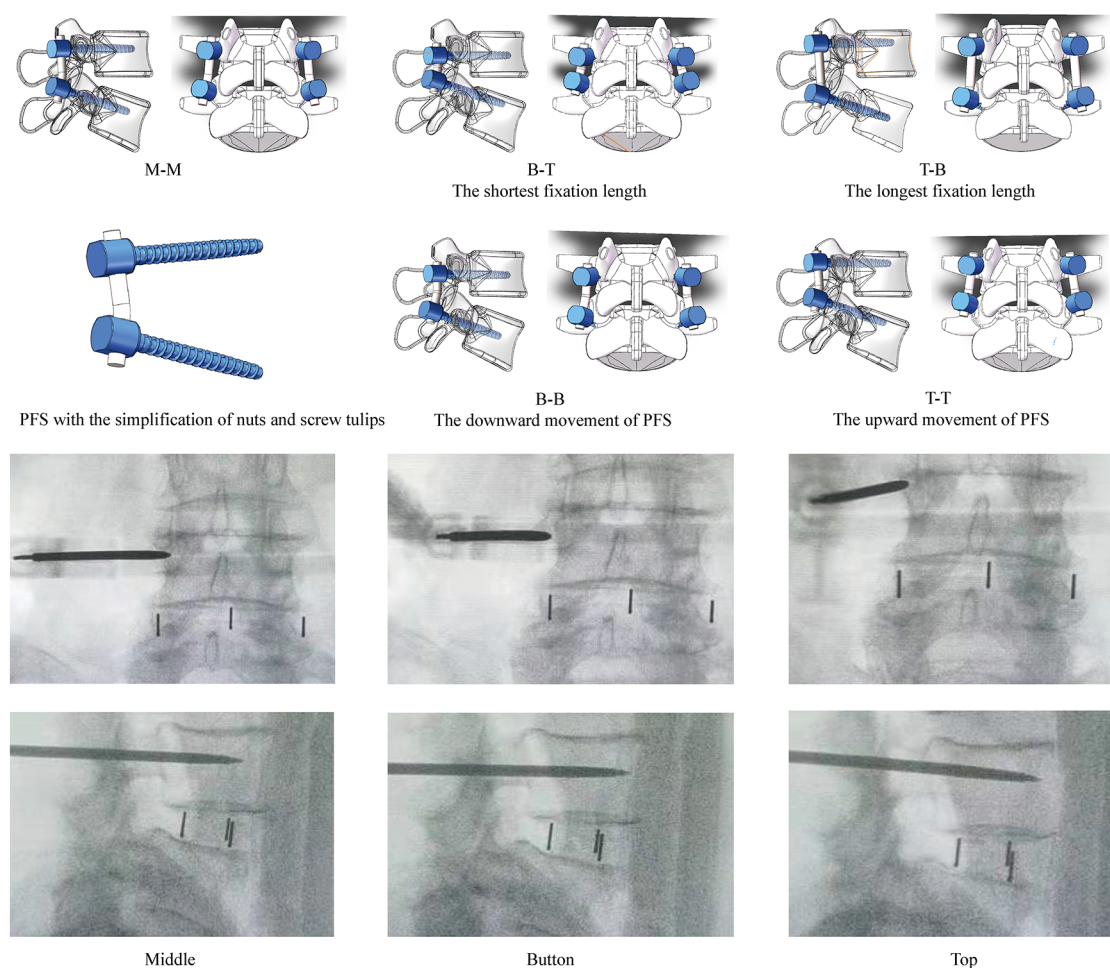 M-M
B-T
The shortest fixation length
T-B
The longest fixation length
PFS with the simplification of nuts and screw tulips
B-B
The downward movement of PFS
T-T
The upward movement of PFS
Middle
Button
Top